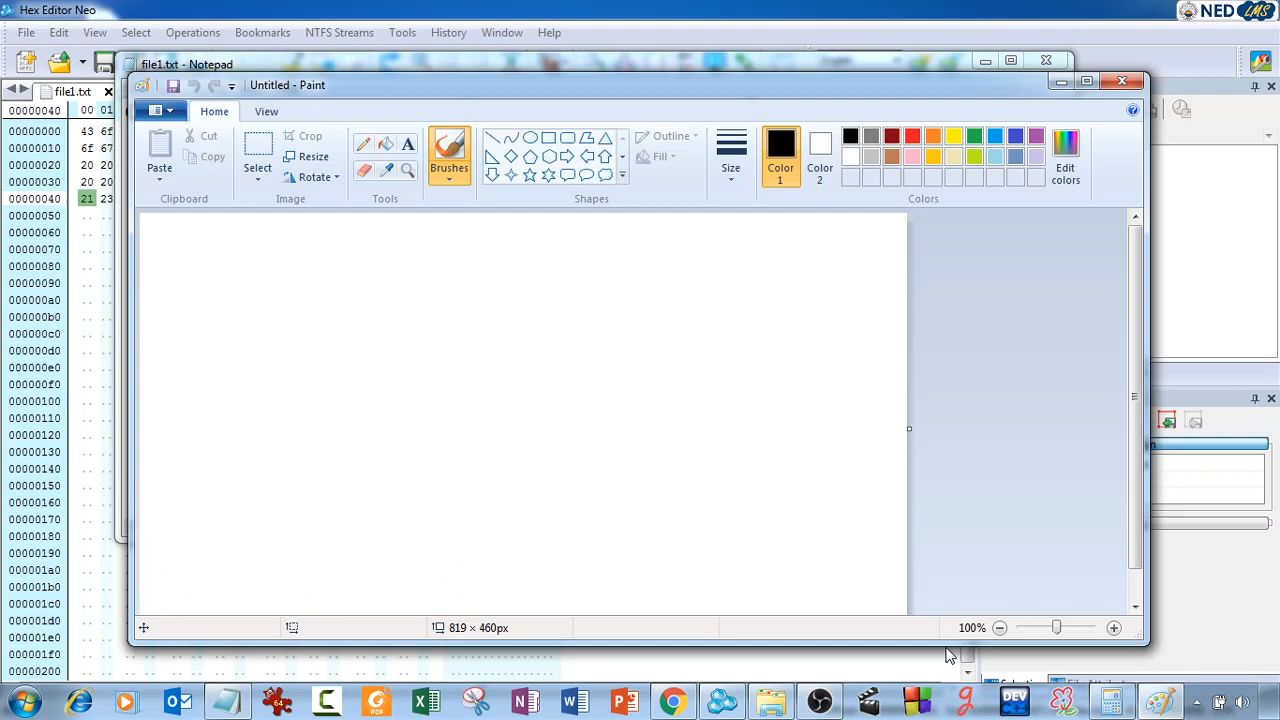 Hex Editor Neo
NED LMS
File Edit View Select Operations Bookmarks NTFS Streams Tools History Window Help
file1.txt - Notepad
Untitled - Paint
file1.txt
Home View
00000040 00 01
Cut Crop Outline
Copy Resize Fill
Paste Select Rotate Brushes Size Color 1 Color 2 Edit colors
Clipboard Image Tools Shapes Colors
00000000 43 6f
00000010 6f 67
00000020 20 20
00000030 20 20
00000040 21 23
00000050
00000060
00000070
00000080
00000090
000000a0
000000b0
000000c0
000000d0
000000e0
000000f0
00000100
00000110
00000120
00000130
00000140
00000150
00000160
00000170
00000180
00000190
000001a0
000001b0
000001c0
000001d0
000001e0
000001f0
00000200
819 × 460px 100%
64 PDF DEV